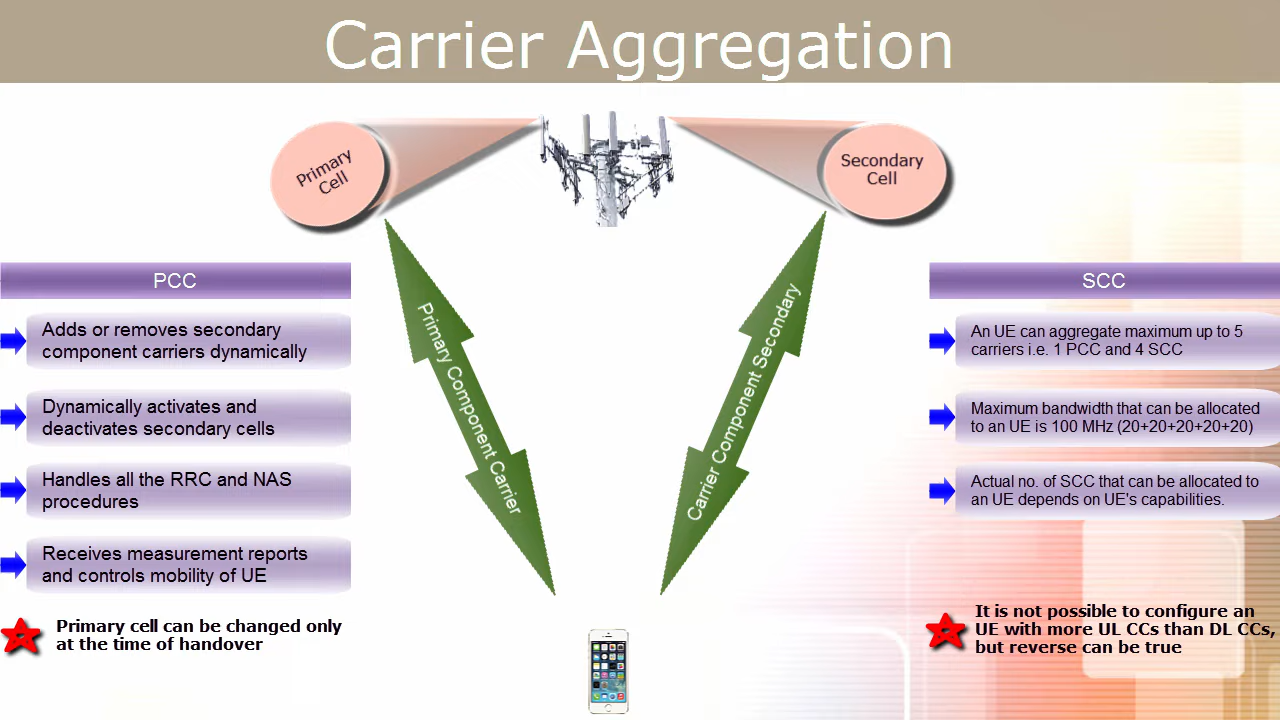 Carrier Aggregation
Primary
Cell
Secondary
Cell
PCC
Adds or removes secondary
component carriers dynamically
Dynamically activates and
deactivates secondary cells
Handles all the RRC and NAS
procedures
Receives measurement reports
and controls mobility of UE
Primary cell can be changed only
at the time of handover
Primary Component Carrier
Carrier Component Secondary
SCC
An UE can aggregate maximum up to 5
carriers i.e. 1 PCC and 4 SCC
Maximum bandwidth that can be allocated
to an UE is 100 MHz (20+20+20+20+20)
Actual no. of SCC that can be allocated to
an UE depends on UE's capabilities.
It is not possible to configure an
UE with more UL CCs than DL CCs,
but reverse can be true